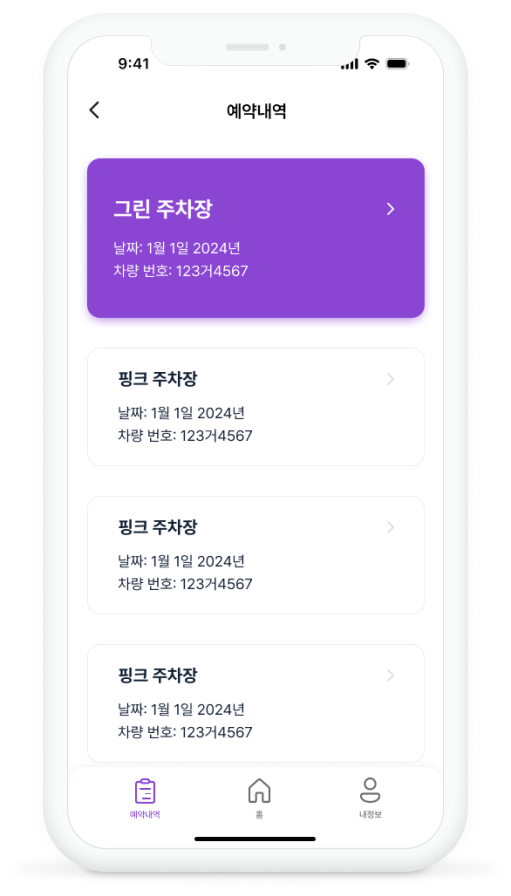 9:41
예약내역
그린 주차장
날짜: 1월 1일 2024년
차량 번호: 123거4567
핑크 주차장
날짜: 1월 1일 2024년
차량 번호: 123거4567
핑크 주차장
날짜: 1월 1일 2024년
차량 번호: 123거4567
핑크 주차장
날짜: 1월 1일 2024년
차량 번호: 123거4567
예약내역
홈
내정보